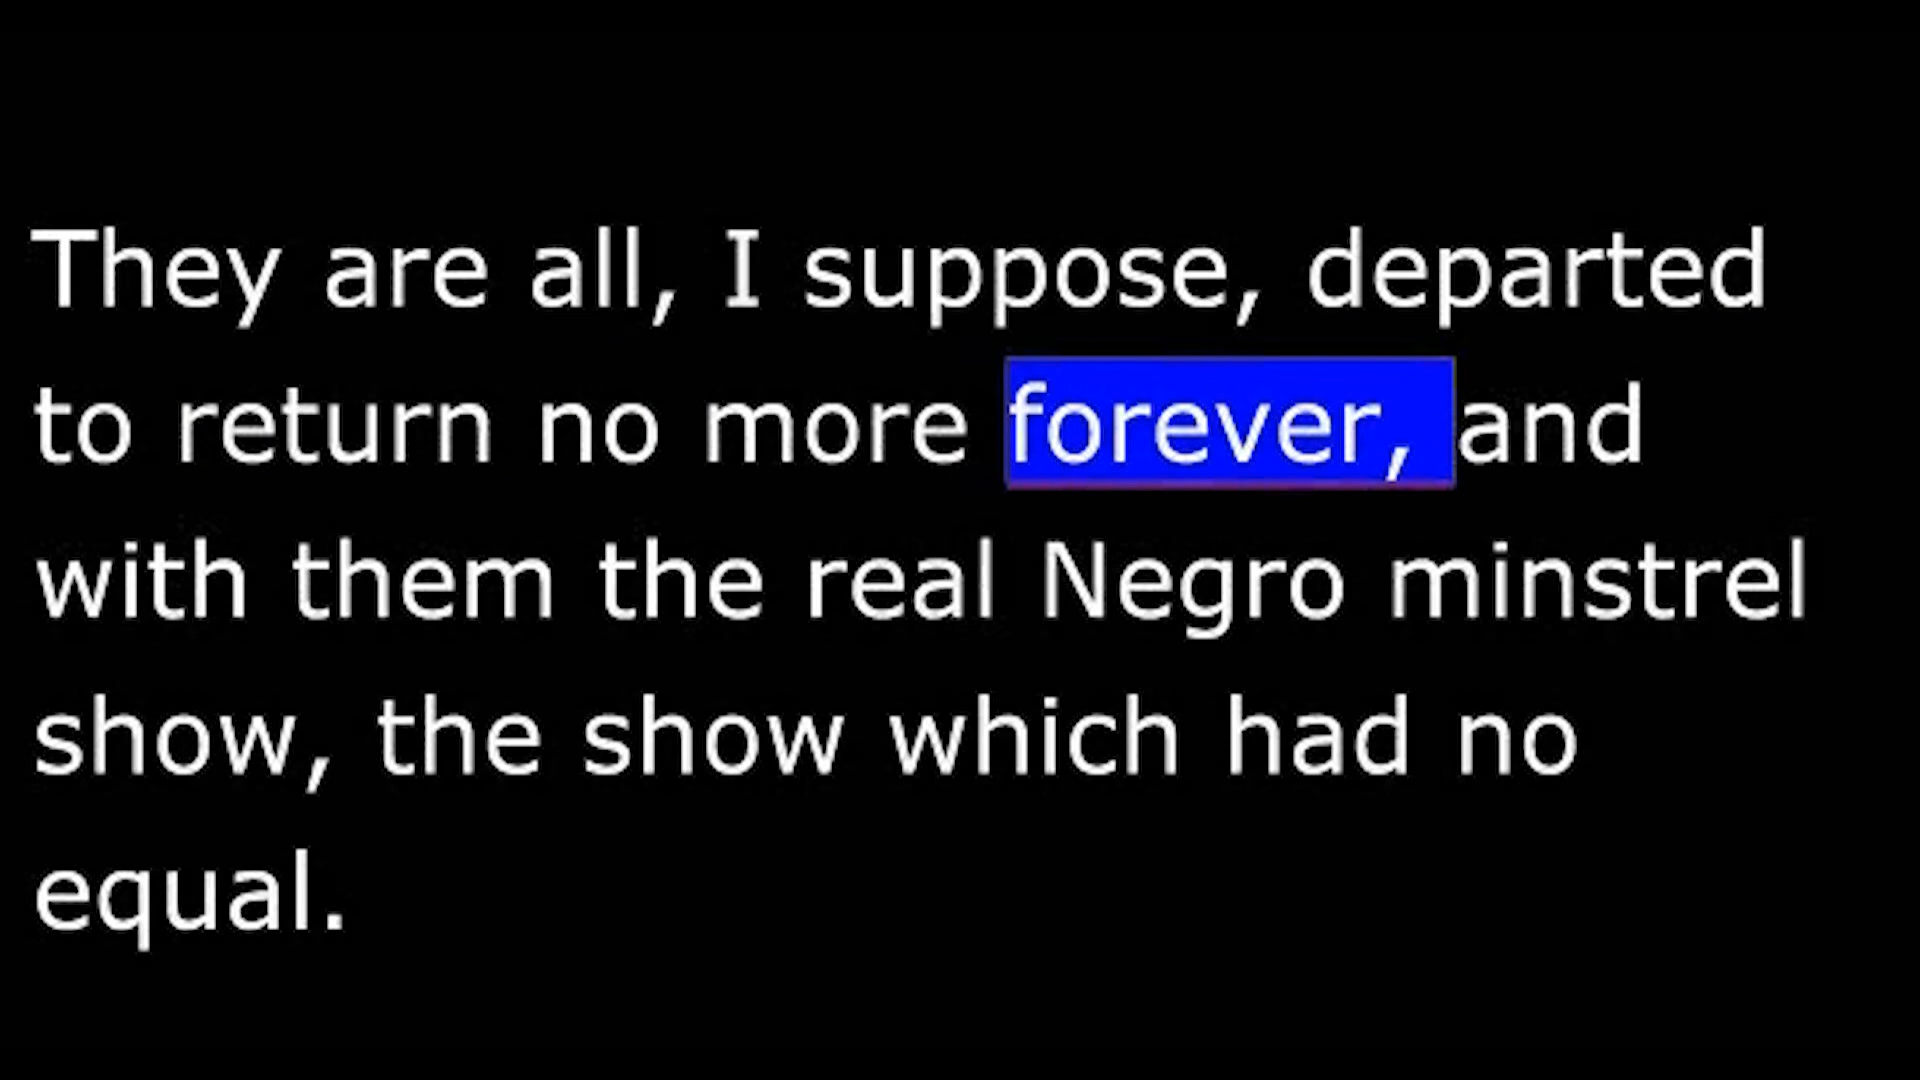 They are all, I suppose, departed
to return no more forever, and
with them the real Negro minstrel
show, the show which had no
equal.